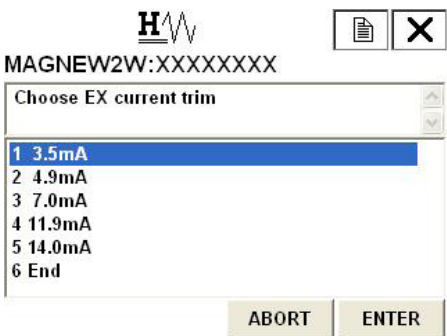 H
MAGNEW2W:XXXXXXXX
Choose EX current trim
1 3.5mA
2 4.9mA
3 7.0mA
4 11.9mA
5 14.0mA
6 End
ABORT ENTER